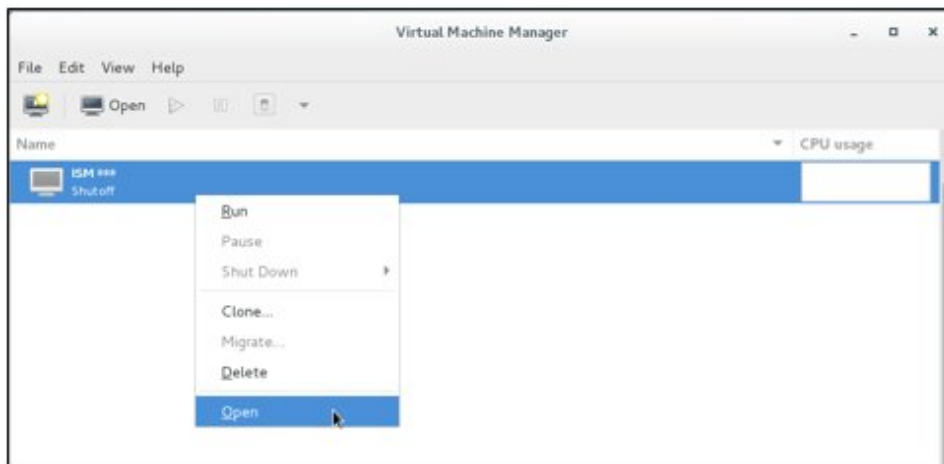 Virtual Machine Manager
File Edit View Help
Open
Name CPU usage
ISM ***
Shutoff
Run
Pause
Shut Down
Clone...
Migrate...
Delete
Open